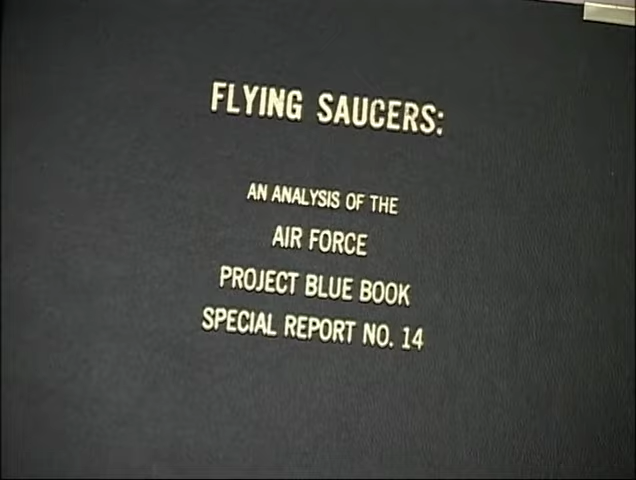 FLYING SAUCERS:
AN ANALYSIS OF THE
AIR FORCE
PROJECT BLUE BOOK
SPECIAL REPORT NO. 14